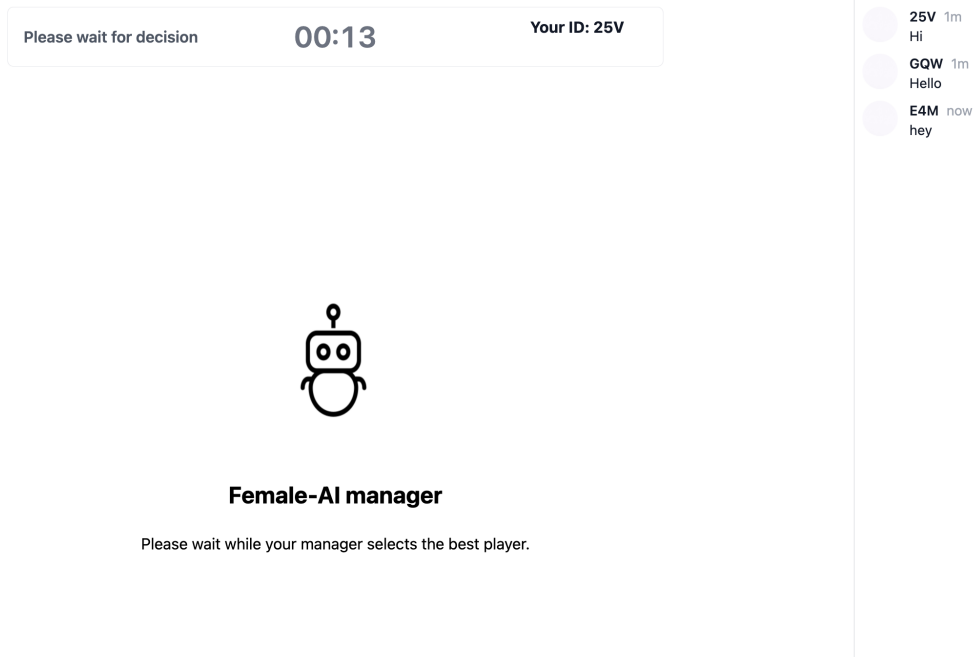 Please wait for decision
00:13
Your ID: 25V
Female-AI manager
Please wait while your manager selects the best player.
25V 1m
Hi
GQW 1m
Hello
E4M now
hey